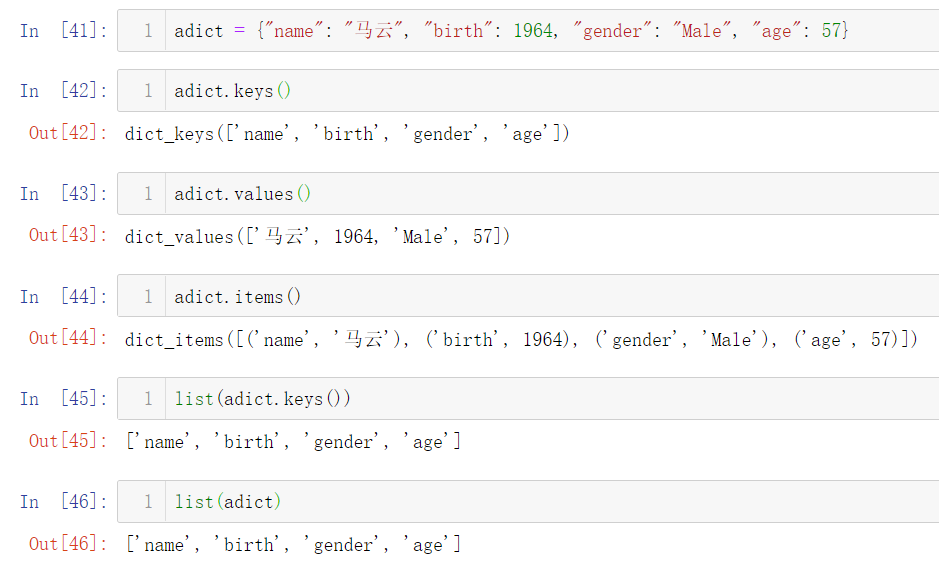 In [41]: 1 adict = {"name": "马云", "birth": 1964, "gender": "Male", "age": 57}
In [42]: 1 adict.keys()
Out[42]: dict_keys(['name', 'birth', 'gender', 'age'])
In [43]: 1 adict.values()
Out[43]: dict_values(['马云', 1964, 'Male', 57])
In [44]: 1 adict.items()
Out[44]: dict_items([('name', '马云'), ('birth', 1964), ('gender', 'Male'), ('age', 57)])
In [45]: 1 list(adict.keys())
Out[45]: ['name', 'birth', 'gender', 'age']
In [46]: 1 list(adict)
Out[46]: ['name', 'birth', 'gender', 'age']